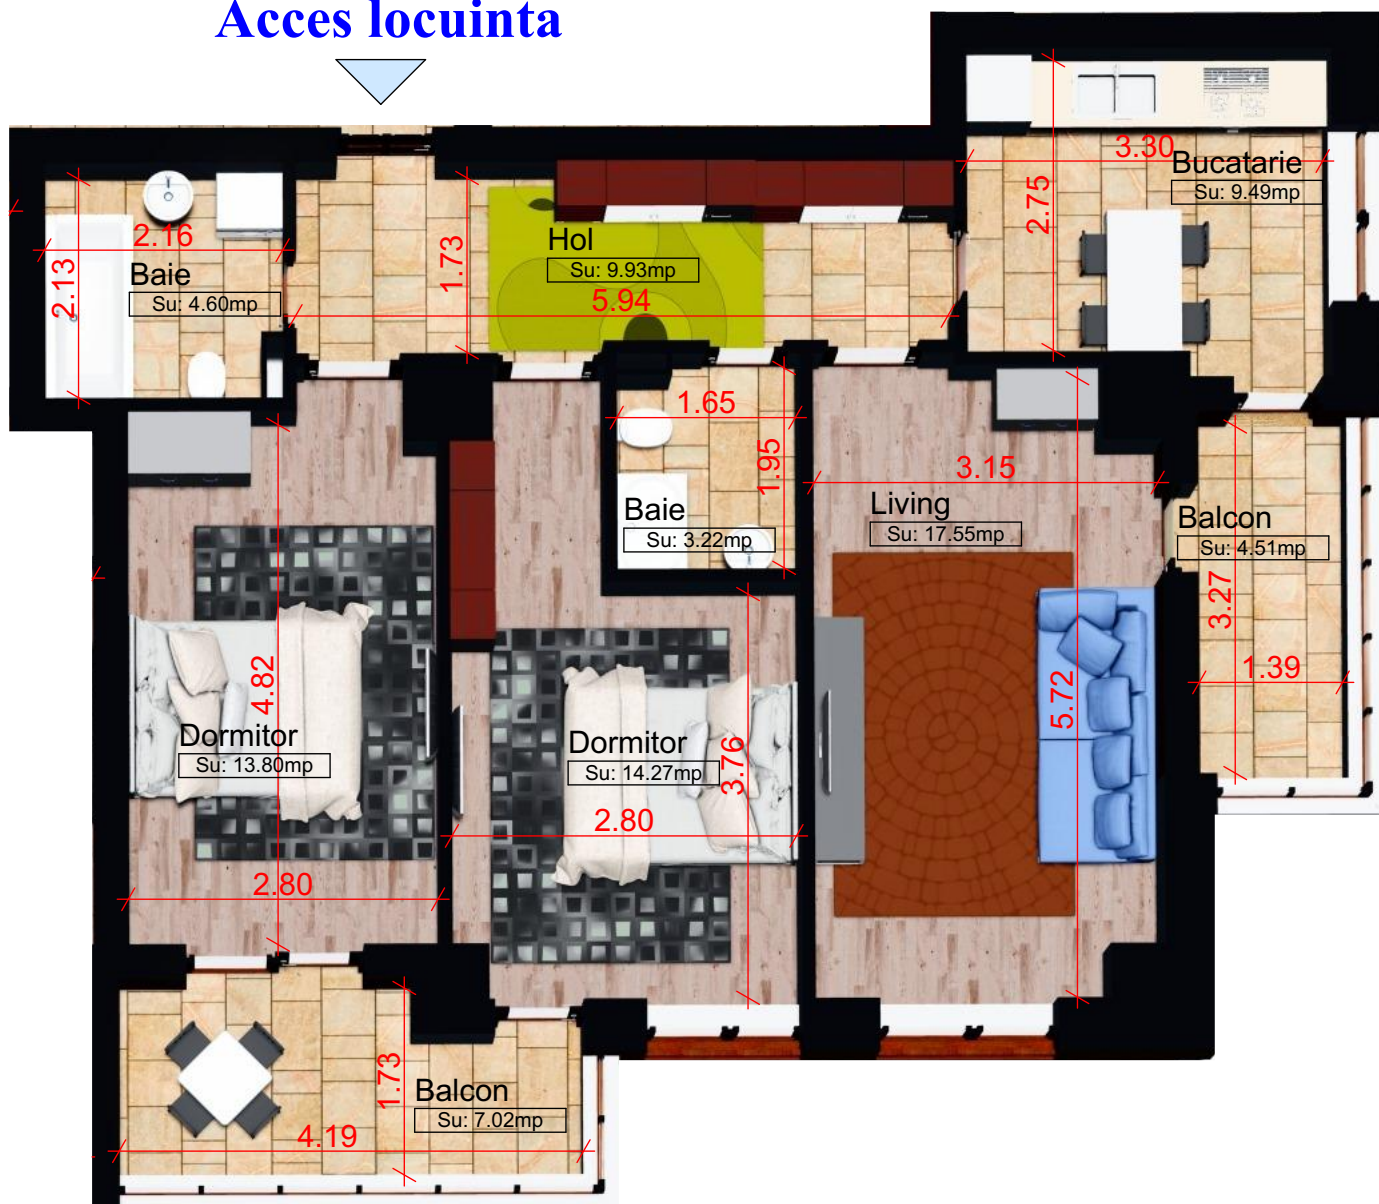 Acces locuinta
3.30
Bucatarie
Su: 9.49mp
2.75
2.16
2.13
Baie
Su: 4.60mp
1.73
Hol
Su: 9.93mp
5.94
1.65
1.95
Baie
Su: 3.22mp
3.15
Living
Su: 17.55mp
5.72
Balcon
Su: 4.51mp
3.27
1.39
4.82
Dormitor
Su: 13.80mp
2.80
Dormitor
Su: 14.27mp
3.76
2.80
1.73
Balcon
Su: 7.02mp
4.19